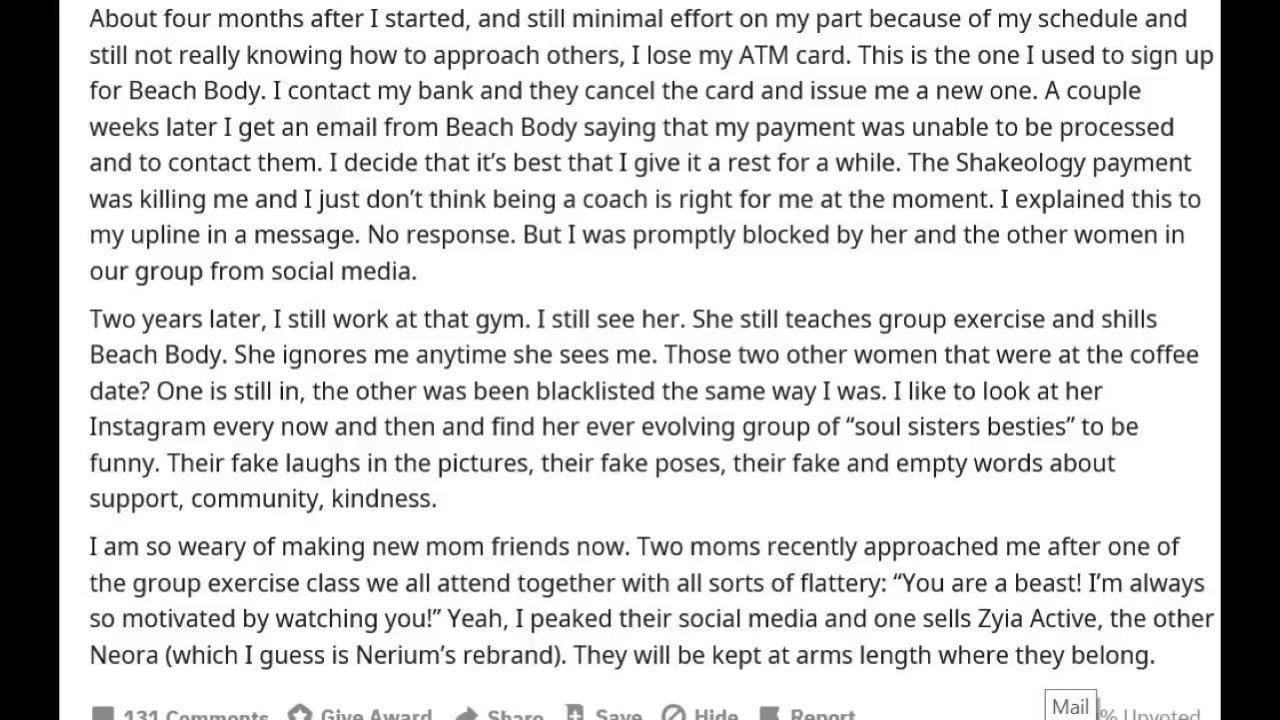 About four months after I started, and still minimal effort on my part because of my schedule and
still not really knowing how to approach others, I lose my ATM card. This is the one I used to sign up
for Beach Body. I contact my bank and they cancel the card and issue me a new one. A couple
weeks later I get an email from Beach Body saying that my payment was unable to be processed
and to contact them. I decide that it’s best that I give it a rest for a while. The Shakeology payment
was killing me and I just don’t think being a coach is right for me at the moment. I explained this to
my upline in a message. No response. But I was promptly blocked by her and the other women in
our group from social media.
Two years later, I still work at that gym. I still see her. She still teaches group exercise and shills
Beach Body. She ignores me anytime she sees me. Those two other women that were at the coffee
date? One is still in, the other was been blacklisted the same way I was. I like to look at her
Instagram every now and then and find her ever evolving group of “soul sisters besties” to be
funny. Their fake laughs in the pictures, their fake poses, their fake and empty words about
support, community, kindness.
I am so weary of making new mom friends now. Two moms recently approached me after one of
the group exercise class we all attend together with all sorts of flattery: “You are a beast! I’m always
so motivated by watching you!” Yeah, I peaked their social media and one sells Zyia Active, the other
Neora (which I guess is Nerium’s rebrand). They will be kept at arms length where they belong.
131 Comments Give Award Share Save Hide Report Mail % Upvoted